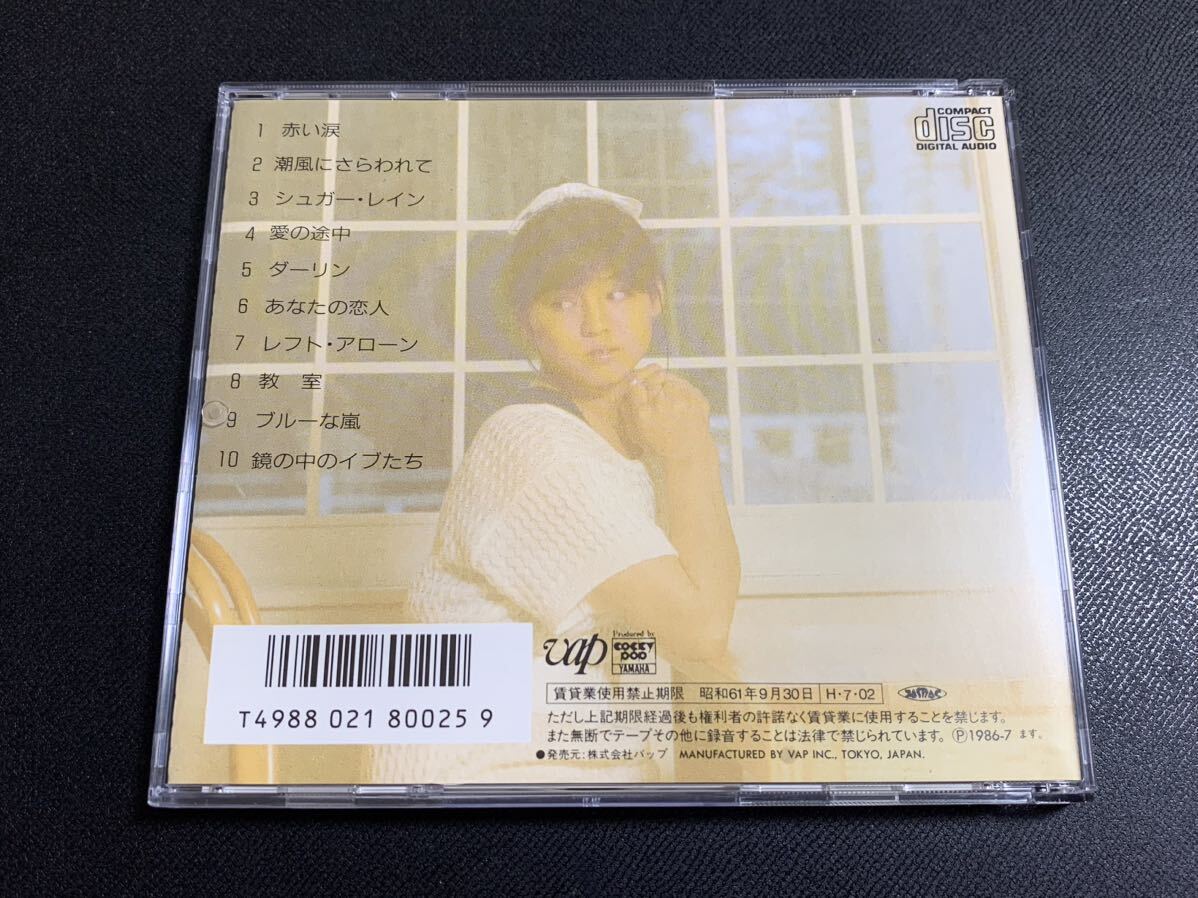 COMPACT
disc
DIGITAL AUDIO
1 赤い涙
2 潮風にさらわれて
3 シュガー・レイン
4 愛の途中
5 ダーリン
6 あなたの恋人
7 レフト・アローン
8 教 室
9 ブルーな嵐
10 鏡の中のイブたち
vap
Produced by
COCKY POP
YAMAHA
T4988 021 80025 9
賃貸業使用禁止期限 昭和61年9月30日 H・7・02
ただし上記期限経過後も権利者の許諾なく賃貸業に使用することを禁じます。
また無断でテープその他に録音することは法律で禁じられています。Ⓟ1986-7 ます。
●発売元:株式会社バップ MANUFACTURED BY VAP INC., TOKYO, JAPAN.